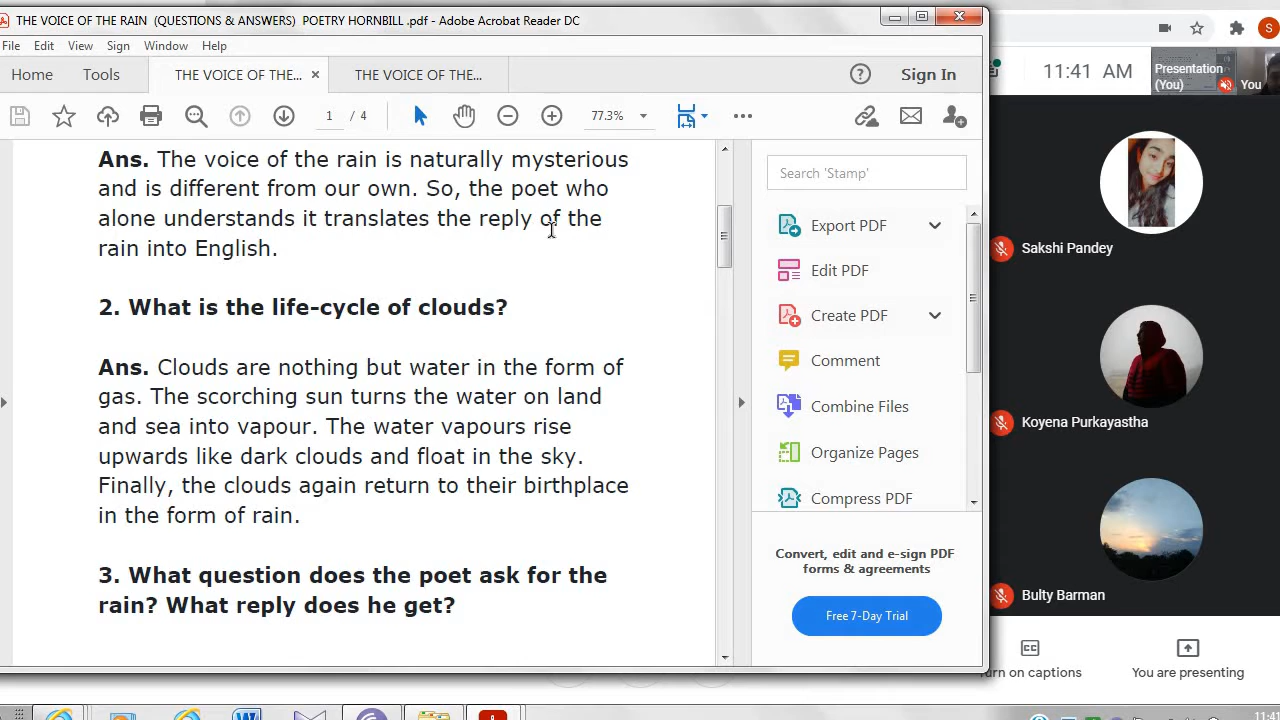 THE VOICE OF THE RAIN (QUESTIONS & ANSWERS) POETRY HORNBILL .pdf - Adobe Acrobat Reader DC
File Edit View Sign Window Help
Home Tools THE VOICE OF THE... × THE VOICE OF THE... Sign In
1 / 4 77.3%
Ans. The voice of the rain is naturally mysterious
and is different from our own. So, the poet who
alone understands it translates the reply of the
rain into English.
2. What is the life-cycle of clouds?
Ans. Clouds are nothing but water in the form of
gas. The scorching sun turns the water on land
and sea into vapour. The water vapours rise
upwards like dark clouds and float in the sky.
Finally, the clouds again return to their birthplace
in the form of rain.
3. What question does the poet ask for the
rain? What reply does he get?
Search 'Stamp'
Export PDF
Edit PDF
Create PDF
Comment
Combine Files
Organize Pages
Compress PDF
Convert, edit and e-sign PDF
forms & agreements
Free 7-Day Trial
S
11:41 AM
Presentation
(You)
You
Sakshi Pandey
Koyena Purkayastha
Bulty Barman
CC
urn on captions
You are presenting
11:41